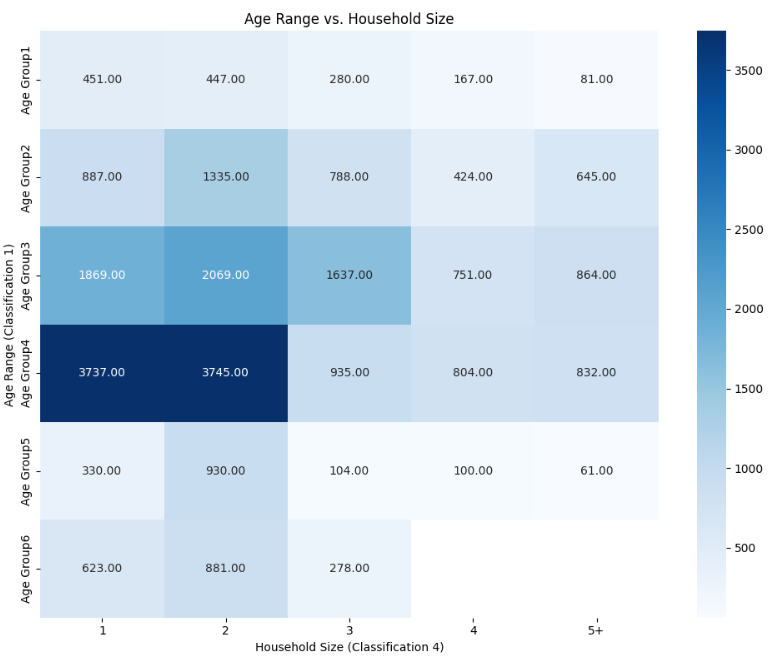 Age Range vs. Household Size
Age Range (Classification 1)
Age Group1
451.00 447.00 280.00 167.00 81.00
Age Group2
887.00 1335.00 788.00 424.00 645.00
Age Group3
1869.00 2069.00 1637.00 751.00 864.00
Age Group4
3737.00 3745.00 935.00 804.00 832.00
Age Group5
330.00 930.00 104.00 100.00 61.00
Age Group6
623.00 881.00 278.00
1 2 3 4 5+
Household Size (Classification 4)
3500
3000
2500
2000
1500
1000
500